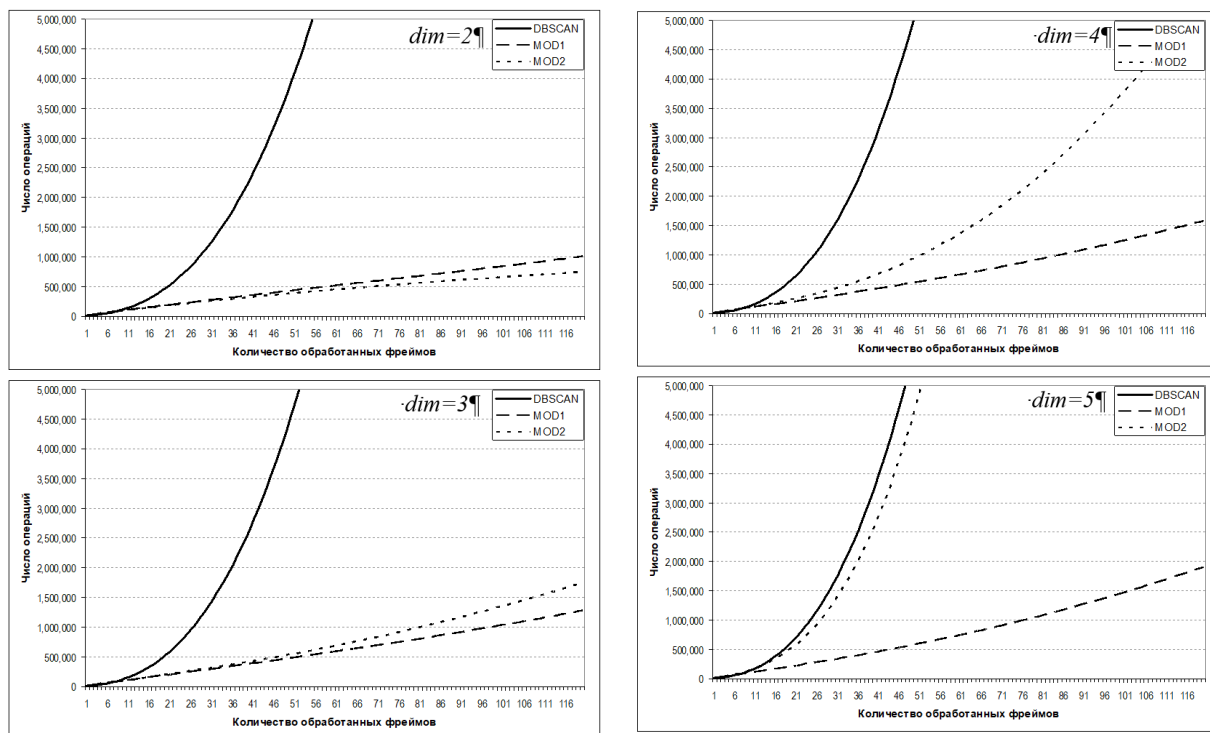 dim=2¶
DBSCAN
MOD1
MOD2
Число операций
5,000,000
4,500,000
4,000,000
3,500,000
3,000,000
2,500,000
2,000,000
1,500,000
1,000,000
500,000
0
1 6 11 16 21 26 31 36 41 46 51 56 61 66 71 76 81 86 91 96 101 106 111 116
Количество обработанных фреймов
·dim=4¶
DBSCAN
MOD1
MOD2
Число операций
5,000,000
4,500,000
4,000,000
3,500,000
3,000,000
2,500,000
2,000,000
1,500,000
1,000,000
500,000
0
1 6 11 16 21 26 31 36 41 46 51 56 61 66 71 76 81 86 91 96 101 106 111 116
Количество обработанных фреймов
·dim=3¶
DBSCAN
MOD1
MOD2
Число операций
5,000,000
4,500,000
4,000,000
3,500,000
3,000,000
2,500,000
2,000,000
1,500,000
1,000,000
500,000
0
1 6 11 16 21 26 31 36 41 46 51 56 61 66 71 76 81 86 91 96 101 106 111 116
Количество обработанных фреймов
·dim=5¶
DBSCAN
MOD1
MOD2
Число операций
5,000,000
4,500,000
4,000,000
3,500,000
3,000,000
2,500,000
2,000,000
1,500,000
1,000,000
500,000
0
1 6 11 16 21 26 31 36 41 46 51 56 61 66 71 76 81 86 91 96 101 106 111 116
Количество обработанных фреймов